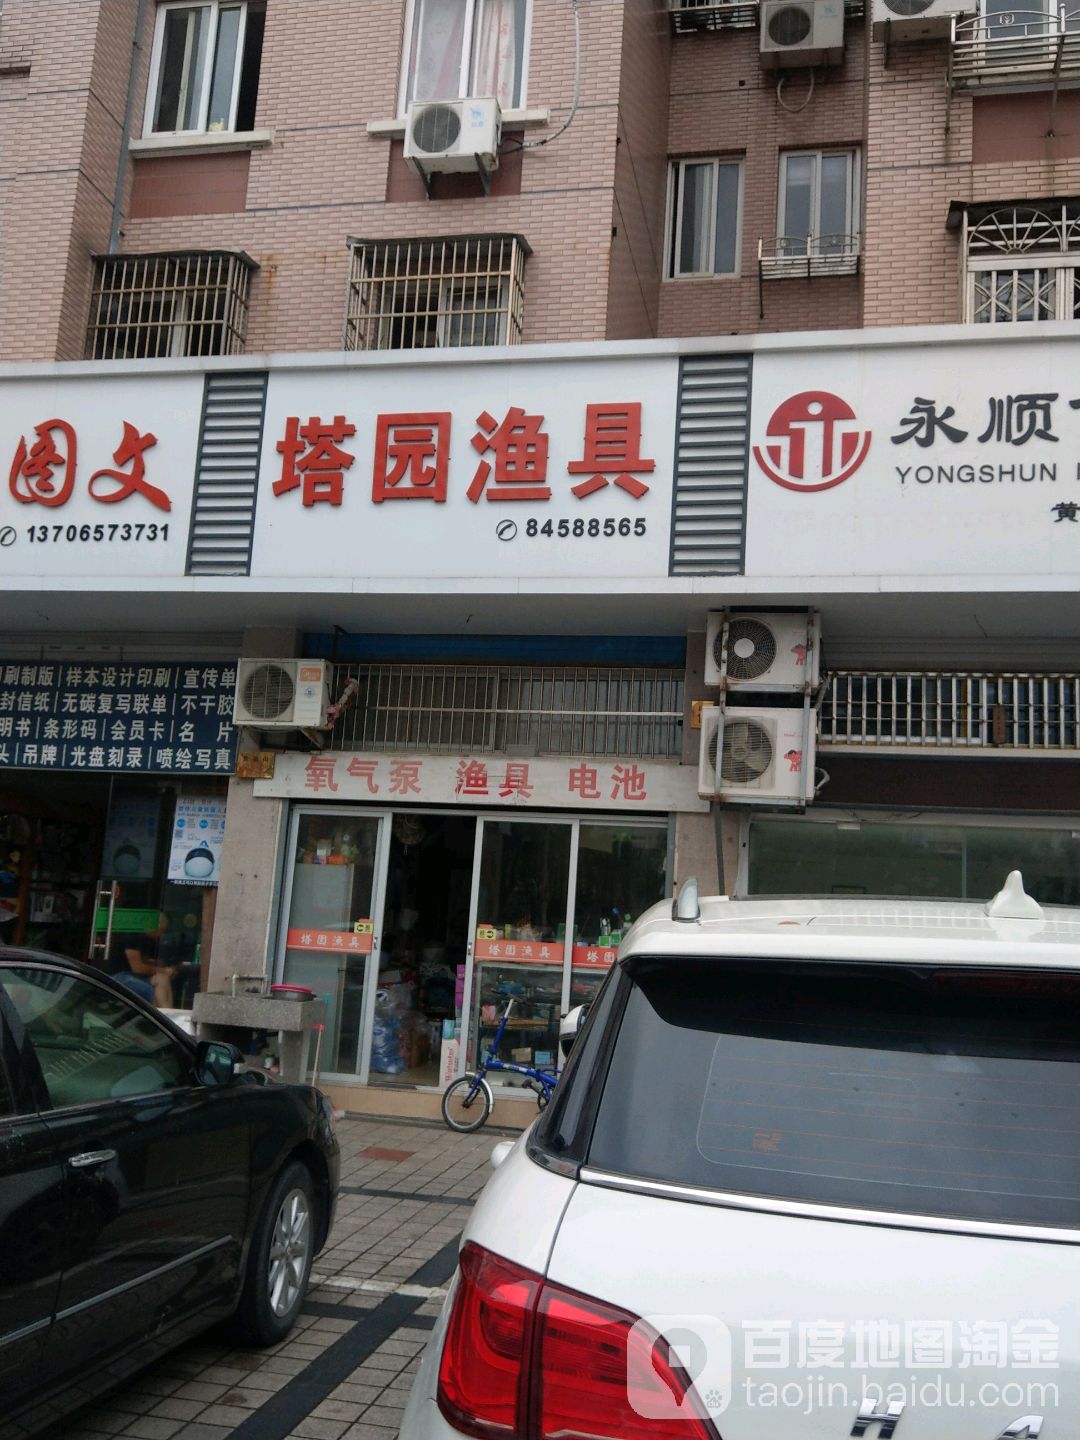 图文
13706573731
塔园渔具
84588565
永顺
YONGSHUN
黄
印刷制版|样本设计印刷|宣传单
封信纸|无碳复写联单|不干胶
明书|条形码|会员卡|名 片
头|吊牌|光盘刻录|喷绘写真
氧气泵 渔具 电池
塔园渔具
塔园渔具
塔园
百度地图淘金
taojin.baidu.com
H A